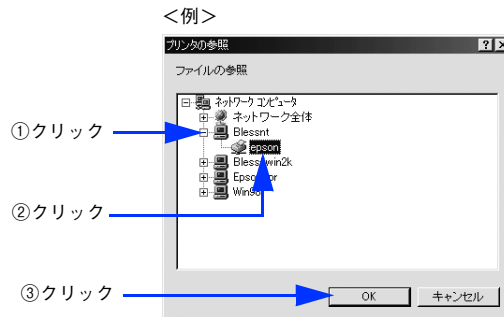 <例>
プリンタの参照
ファイルの参照
ネットワーク コンピュータ
ネットワーク全体
①クリック
Blessnt
epson
②クリック
③クリック
OK
キャンセル